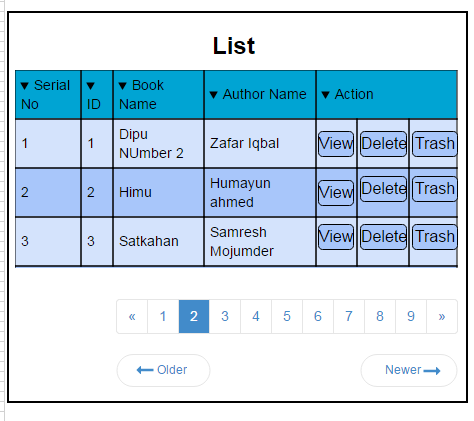 List
▼ Serial No ▼ ID ▼ Book Name ▼ Author Name ▼ Action
1 1 Dipu NUmber 2 Zafar Iqbal View Delete Trash
2 2 Himu Humayun ahmed View Delete Trash
3 3 Satkahan Samresh Mojumder View Delete Trash
« 1 2 3 4 5 6 7 8 9 »
← Older Newer →